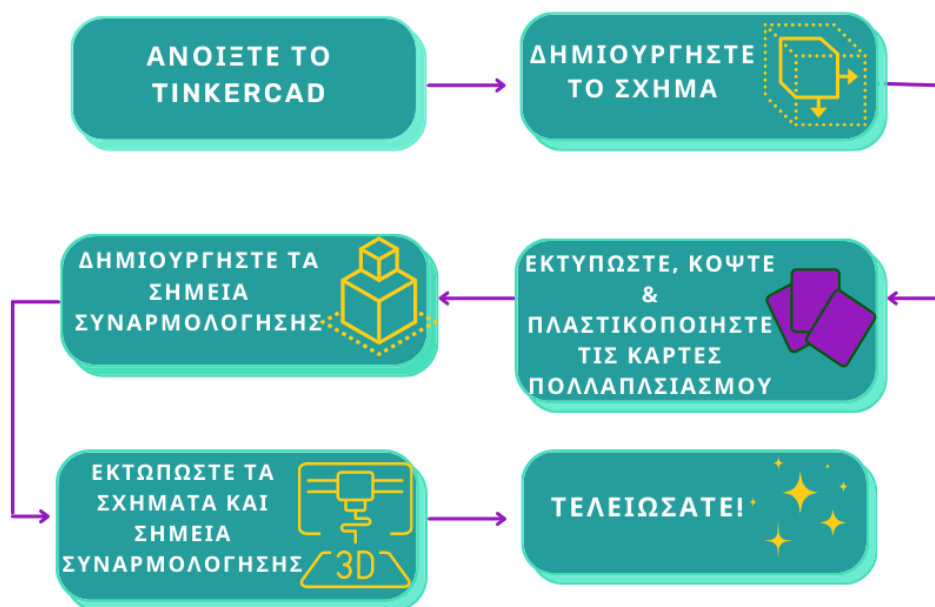 ΑΝΟΙΞΤΕ ΤΟ
TINKERCAD
ΔΗΜΙΟΥΡΓΗΣΤΕ
ΤΟ ΣΧΗΜΑ
ΕΚΤΥΠΩΣΤΕ, ΚΟΨΤΕ
&
ΠΛΑΣΤΙΚΟΠΟΙΗΣΤΕ
ΤΙΣ ΚΑΡΤΕΣ
ΠΟΛΛΑΠΛΣΙΑΣΜΟΥ
ΔΗΜΙΟΥΡΓΗΣΤΕ ΤΑ
ΣΗΜΕΙΑ
ΣΥΝΑΡΜΟΛΟΓΗΣΗΣ
ΕΚΤΩΠΩΣΤΕ ΤΑ
ΣΧΗΜΑΤΑ ΚΑΙ
ΣΗΜΕΙΑ
ΣΥΝΑΡΜΟΛΟΓΗΣΗΣ
3D
ΤΕΛΕΙΩΣΑΤΕ!